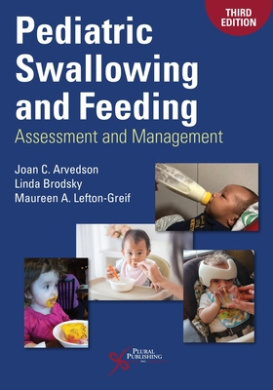 THIRD
EDITION
Pediatric
Swallowing
and Feeding
Assessment and Management
Joan C. Arvedson
Linda Brodsky
Maureen A. Lefton-Greif
PLURAL
PUBLISHING